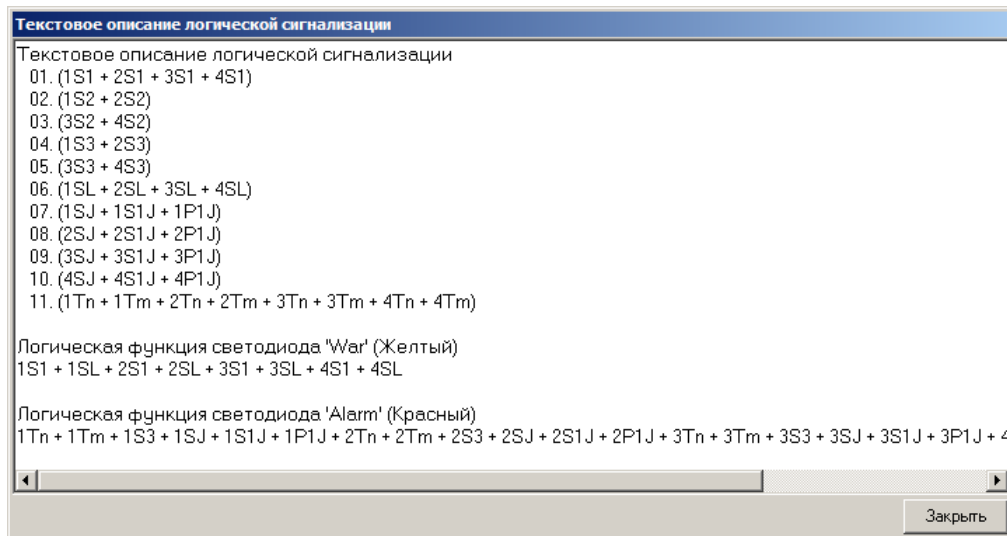 Текстовое описание логической сигнализации
Текстовое описание логической сигнализации
01. (1S1 + 2S1 + 3S1 + 4S1)
02. (1S2 + 2S2)
03. (3S2 + 4S2)
04. (1S3 + 2S3)
05. (3S3 + 4S3)
06. (1SL + 2SL + 3SL + 4SL)
07. (1SJ + 1S1J + 1P1J)
08. (2SJ + 2S1J + 2P1J)
09. (3SJ + 3S1J + 3P1J)
10. (4SJ + 4S1J + 4P1J)
11. (1Tn + 1Tm + 2Tn + 2Tm + 3Tn + 3Tm + 4Tn + 4Tm)
Логическая функция светодиода 'War' (Желтый)
1S1 + 1SL + 2S1 + 2SL + 3S1 + 3SL + 4S1 + 4SL
Логическая функция светодиода 'Alarm' (Красный)
1Tn + 1Tm + 1S3 + 1SJ + 1S1J + 1P1J + 2Tn + 2Tm + 2S3 + 2SJ + 2S1J + 2P1J + 3Tn + 3Tm + 3S3 + 3SJ + 3S1J + 3P1J + 4
Закрыть